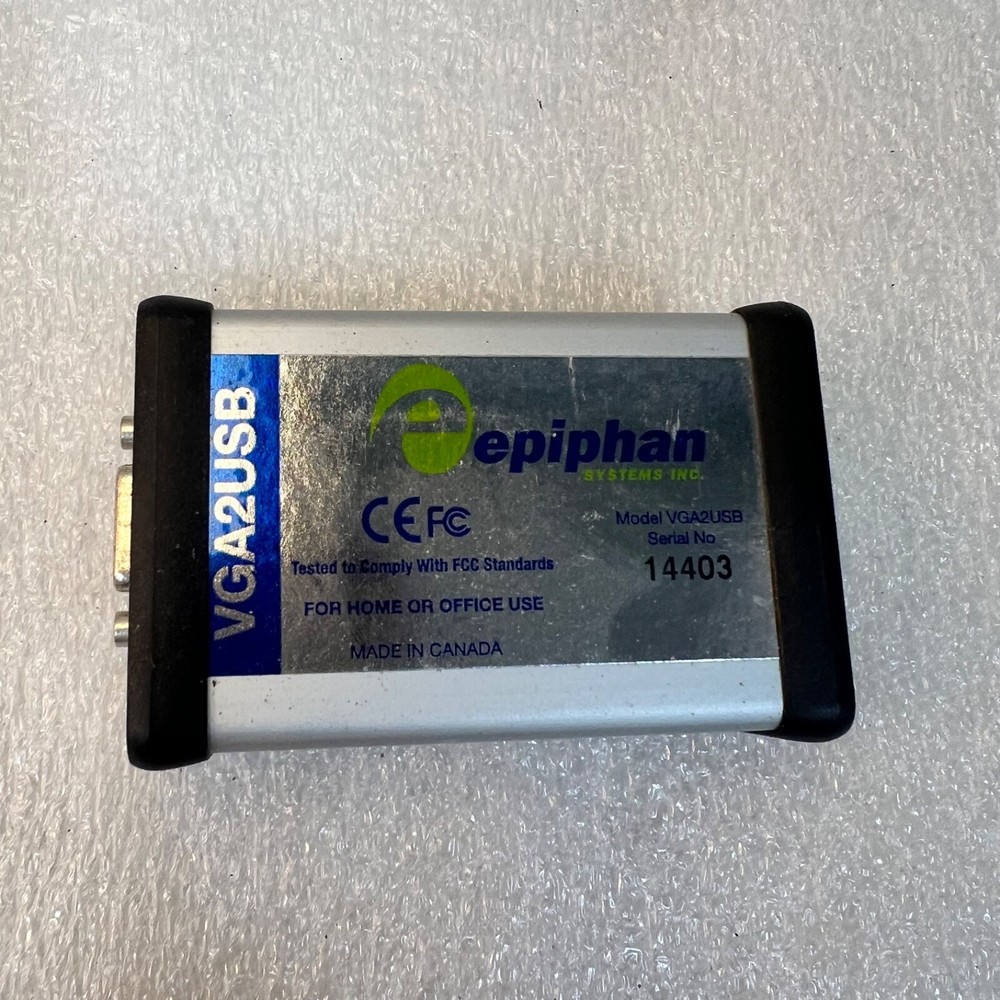 VGA2USB
epiphan
SYSTEMS INC.
CE FC
Model VGA2USB
Serial No
14403
Tested to Comply With FCC Standards
FOR HOME OR OFFICE USE
MADE IN CANADA